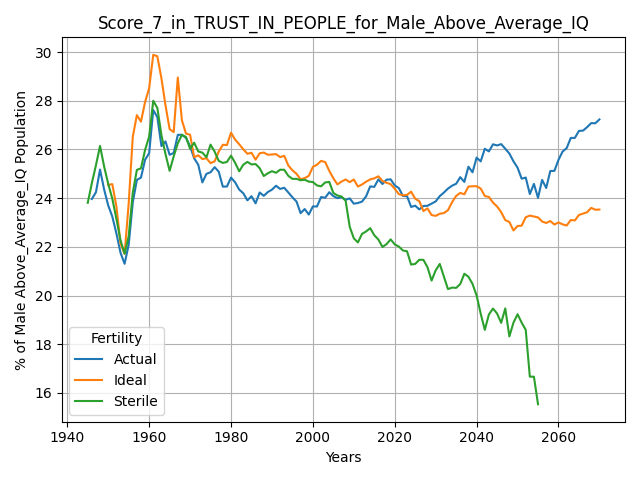 Score_7_in_TRUST_IN_PEOPLE_for_Male_Above_Average_IQ
% of Male Above_Average_IQ Population
30
28
26
24
22
20
18
16
Fertility
Actual
Ideal
Sterile
1940 1960 1980 2000 2020 2040 2060
Years